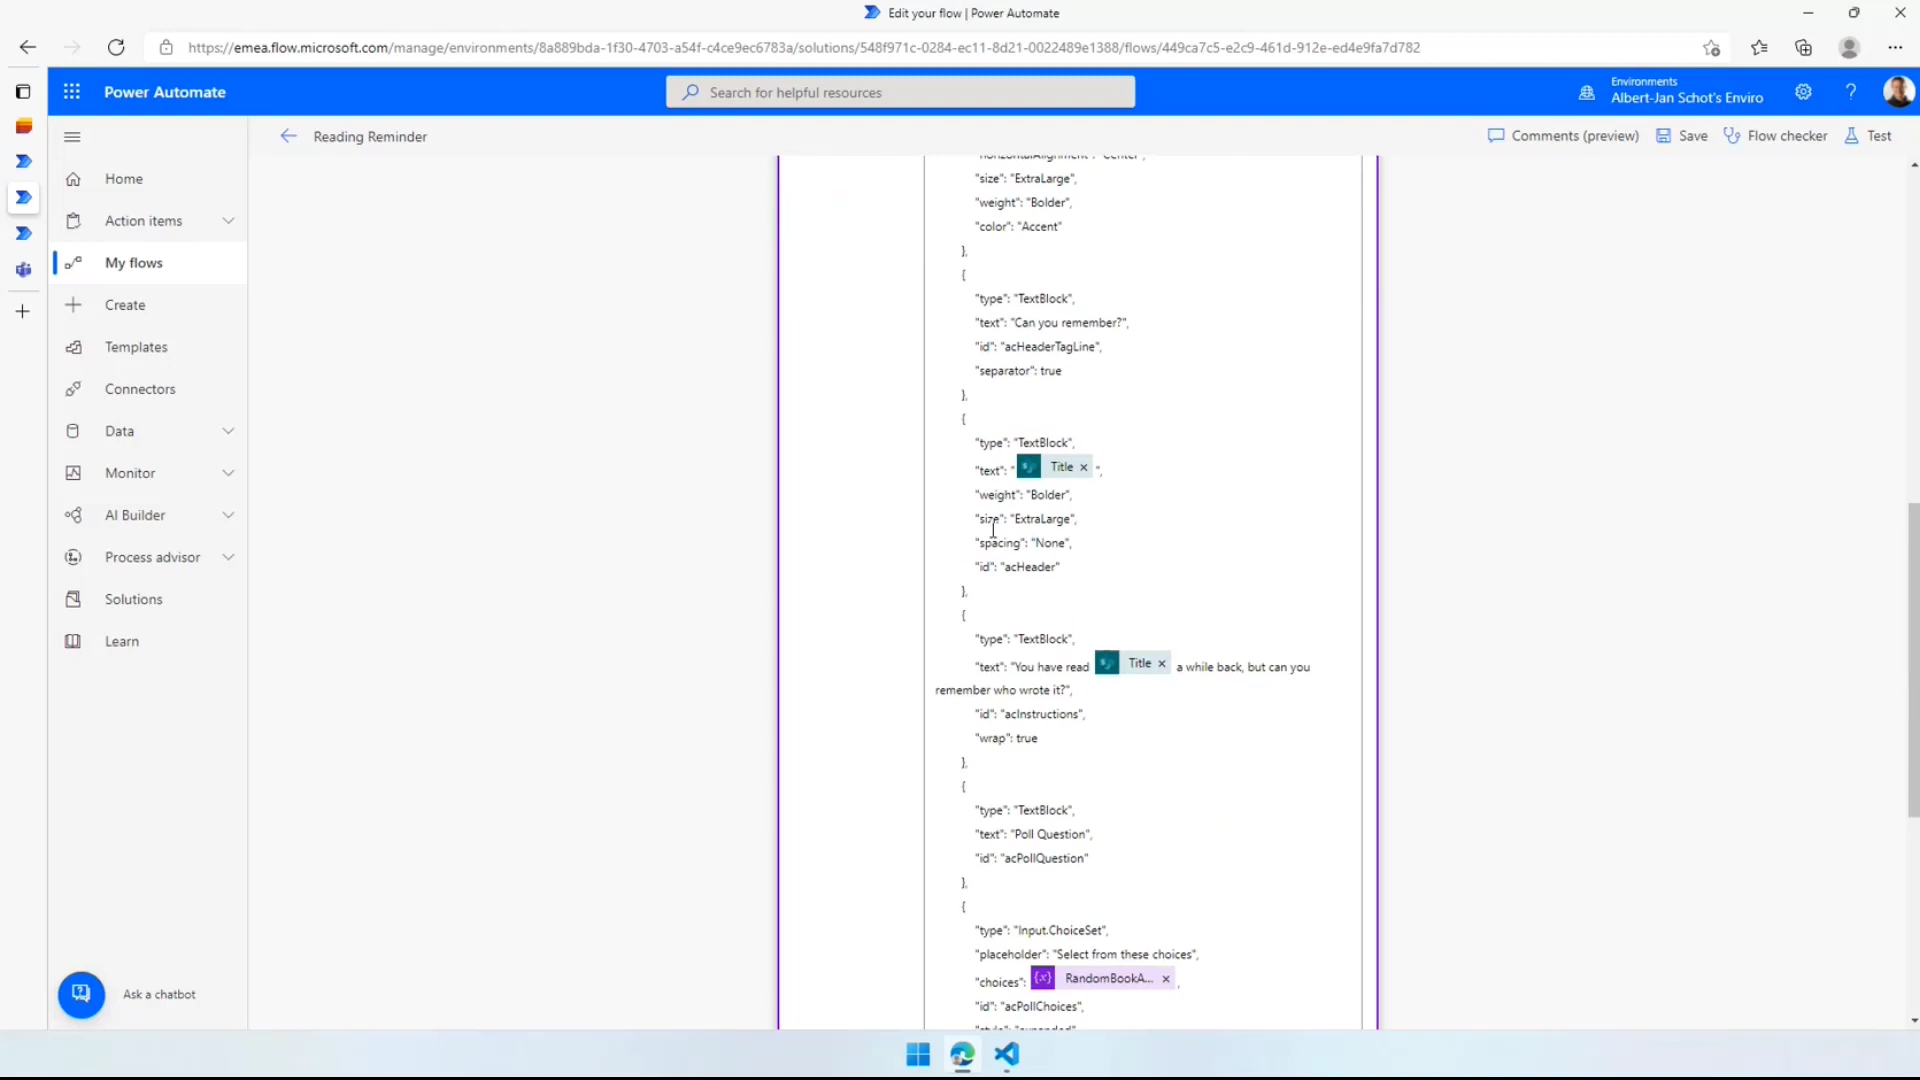 Edit your flow | Power Automate
https://emea.flow.microsoft.com/manage/environments/8a889bda-1f30-4703-a54f-c4ce9ec6783a/solutions/548f971c-0284-ec11-8d21-0022489e1388/flows/449ca7c5-e2c9-461d-912e-ed4e9fa7d782
Power Automate
Search for helpful resources
Environments
Albert-Jan Schot's Enviro
Reading Reminder
Comments (preview)
Save
Flow checker
Test
Home
Action items
My flows
Create
Templates
Connectors
Data
Monitor
AI Builder
Process advisor
Solutions
Learn
Ask a chatbot
"horizontalAlignment": "Center",
"size": "ExtraLarge",
"weight": "Bolder",
"color": "Accent"
},
{
"type": "TextBlock",
"text": "Can you remember?",
"id": "acHeaderTagLine",
"separator": true
},
{
"type": "TextBlock",
"text": " Title × ",
"weight": "Bolder",
"size": "ExtraLarge",
"spacing": "None",
"id": "acHeader"
},
{
"type": "TextBlock",
"text": "You have read Title × a while back, but can you
remember who wrote it?",
"id": "acInstructions",
"wrap": true
},
{
"type": "TextBlock",
"text": "Poll Question",
"id": "acPollQuestion"
},
{
"type": "Input.ChoiceSet",
"placeholder": "Select from these choices",
"choices": {x} RandomBookA... × ,
"id": "acPollChoices",
"style": "expanded"